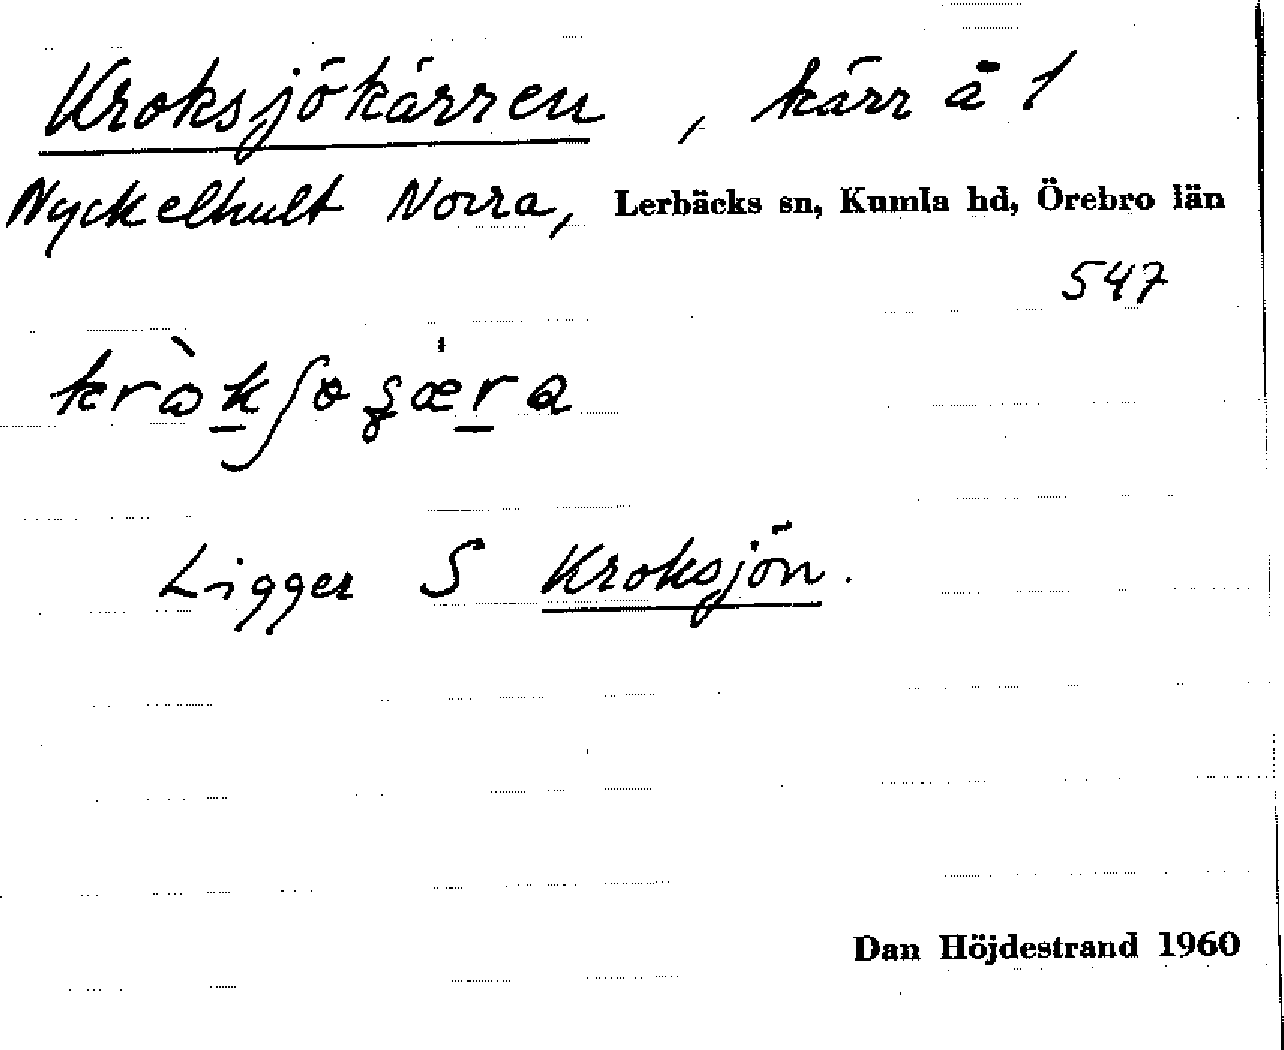 Kroksjökärren, kärr å 1
Nyckelhult Norra, Lerbäcks sn, Kumla hd, Örebro län
547
Ligger S Kroksjön.
Dan Höjdestrand 1960